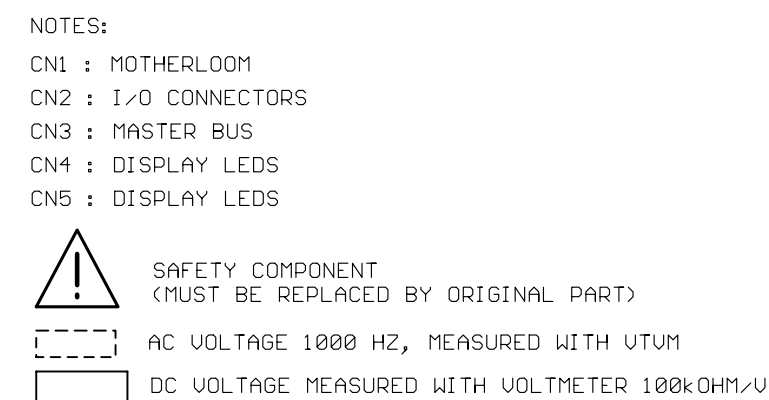 NOTES:
CN1 : MOTHERLOOM
CN2 : I/O CONNECTORS
CN3 : MASTER BUS
CN4 : DISPLAY LEDS
CN5 : DISPLAY LEDS
!
SAFETY COMPONENT
(MUST BE REPLACED BY ORIGINAL PART)
AC VOLTAGE 1000 HZ, MEASURED WITH VTVM
DC VOLTAGE MEASURED WITH VOLTMETER 100kOHM/V